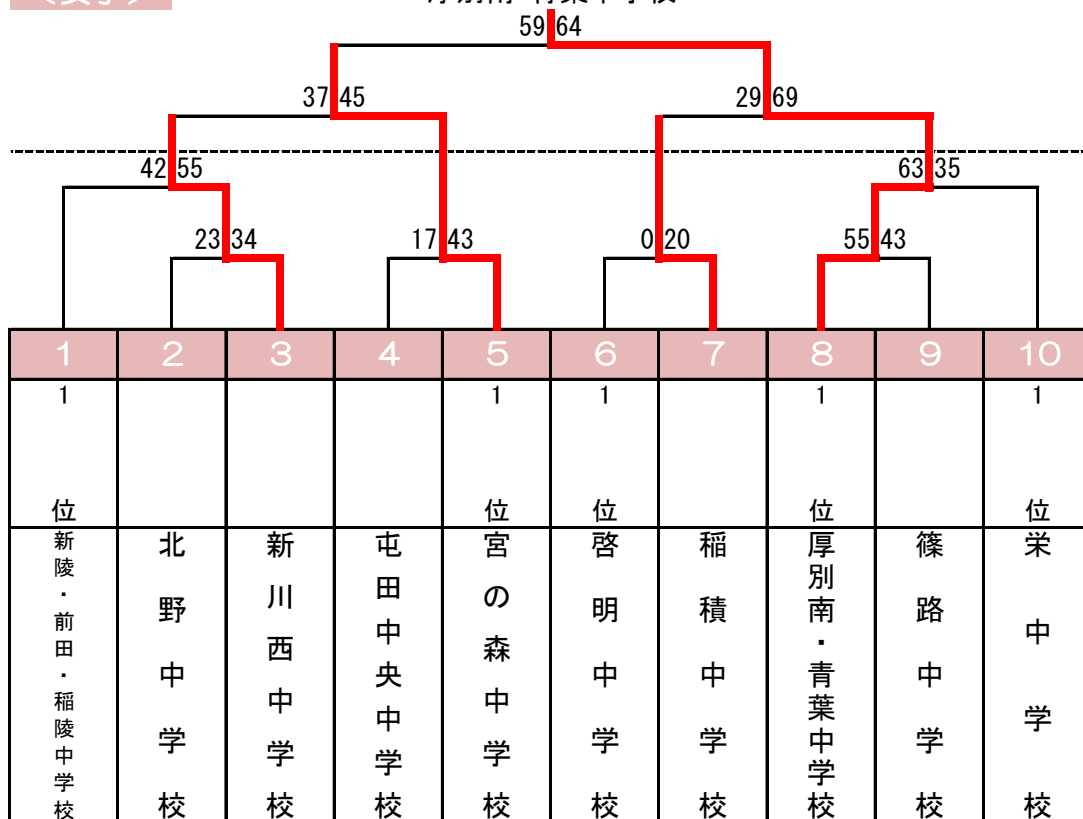 59 64
37 45
29 69
42 55
63 35
23 34
17 43
0 20
55 43
1 2 3 4 5 6 7 8 9 10
1位
1位
1位
1位
1位
新陵・前田・稲陵中学校
北野中学校
新川西中学校
屯田中央中学校
宮の森中学校
啓明中学校
稲積中学校
厚別南・青葉中学校
篠路中学校
栄中学校